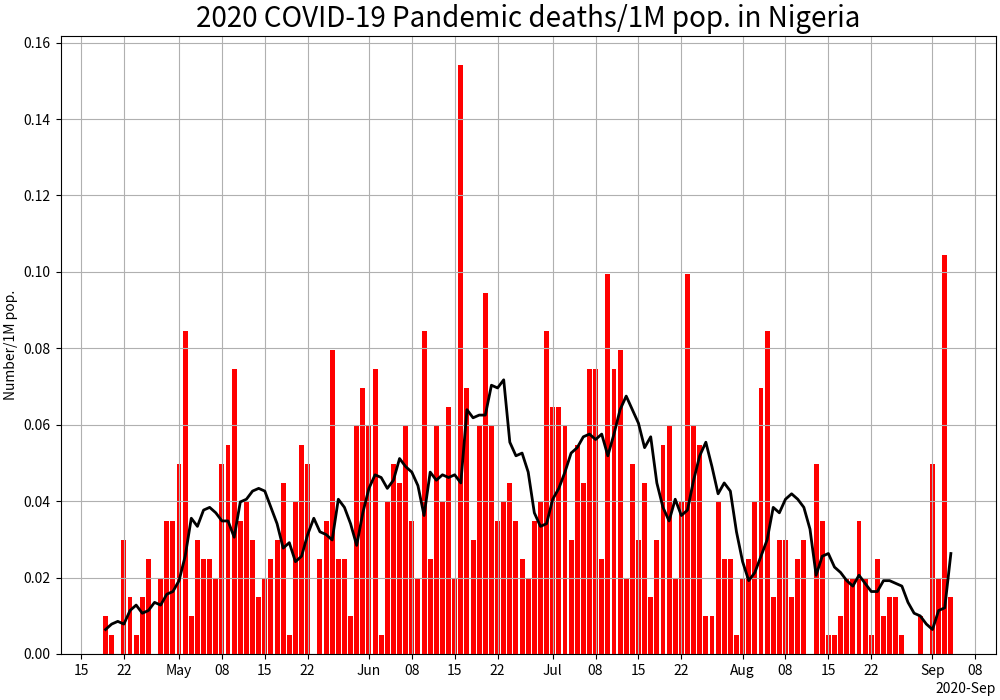 2020 COVID-19 Pandemic deaths/1M pop. in Nigeria
Number/1M pop.
0.16
0.14
0.12
0.10
0.08
0.06
0.04
0.02
0.00
15 22 May 08 15 22 Jun 08 15 22 Jul 08 15 22 Aug 08 15 22 Sep 08
2020-Sep